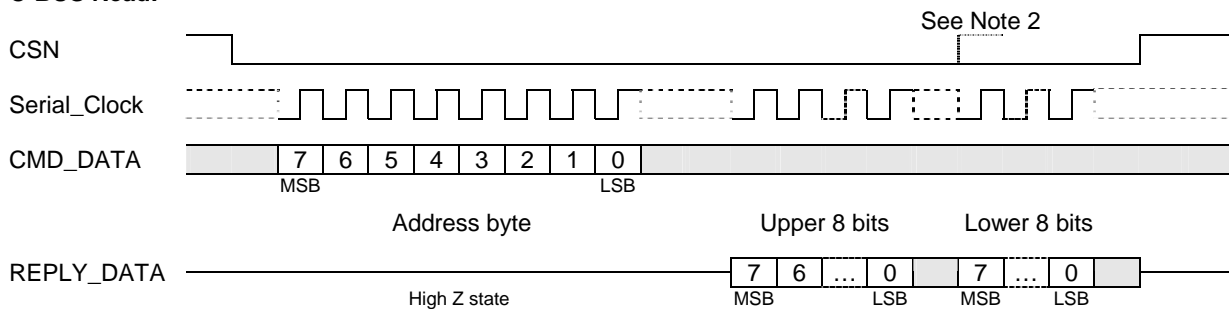 See Note 2
CSN
Serial_Clock
CMD_DATA 7 6 5 4 3 2 1 0
MSB LSB
Address byte Upper 8 bits Lower 8 bits
REPLY_DATA 7 6 … 0 7 … 0
High Z state MSB LSB MSB LSB